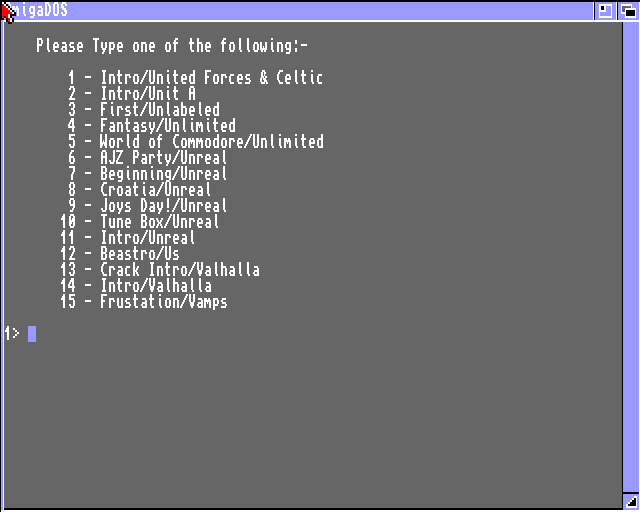 migaDOS
Please Type one of the following:-
1 - Intro/United Forces & Celtic
2 - Intro/Unit A
3 - First/Unlabeled
4 - Fantasy/Unlimited
5 - World of Commodore/Unlimited
6 - AJZ Party/Unreal
7 - Beginning/Unreal
8 - Croatia/Unreal
9 - Joys Day!/Unreal
10 - Tune Box/Unreal
11 - Intro/Unreal
12 - Beastro/Us
13 - Crack Intro/Valhalla
14 - Intro/Valhalla
15 - Frustation/Vamps
1>